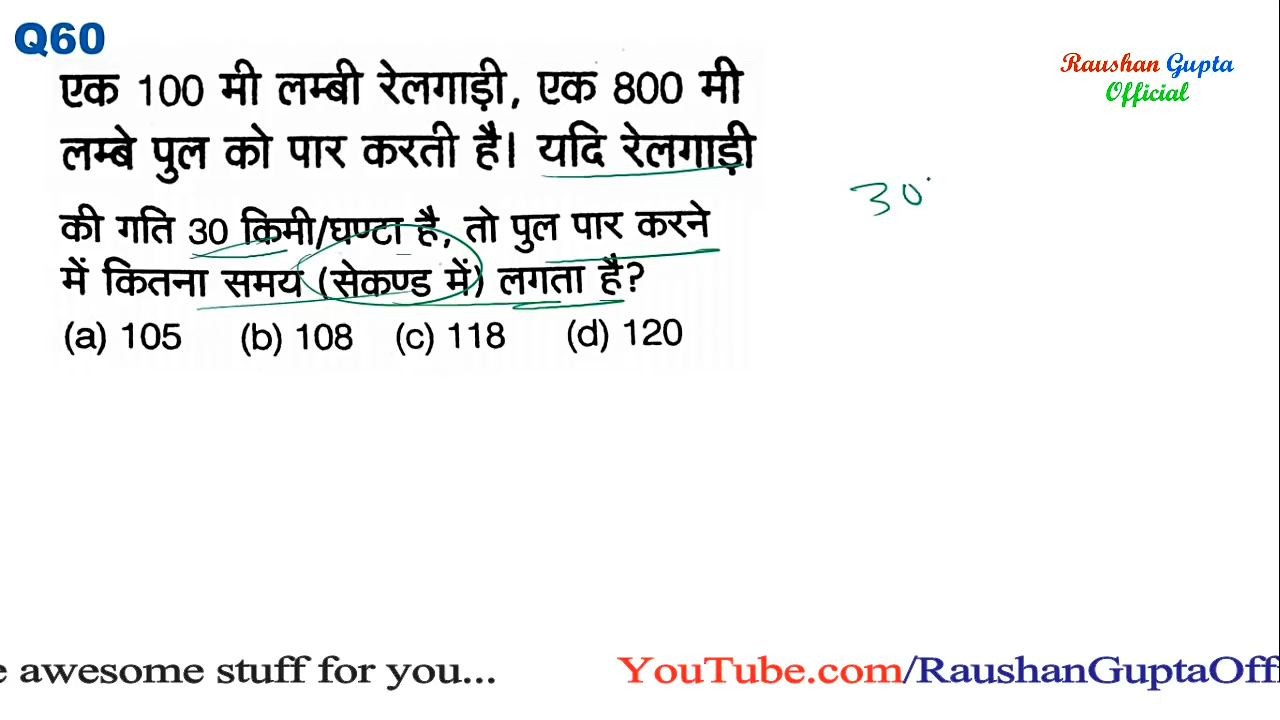 Q60
Raushan Gupta
Official
एक 100 मी लम्बी रेलगाड़ी, एक 800 मी
लम्बे पुल को पार करती है। यदि रेलगाड़ी
की गति 30 किमी/घण्टा है, तो पुल पार करने
में कितना समय (सेकण्ड में) लगता है?
(a) 105 (b) 108 (c) 118 (d) 120
30
e awesome stuff for you... YouTube.com/RaushanGuptaOffi